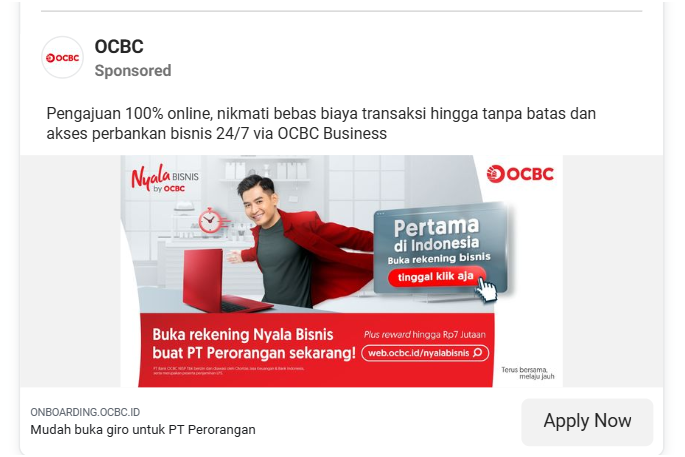 OCBC
OCBC
Sponsored
Pengajuan 100% online, nikmati bebas biaya transaksi hingga tanpa batas dan
akses perbankan bisnis 24/7 via OCBC Business
Nyala BISNIS
by OCBC
OCBC
Pertama
di Indonesia
Buka rekening bisnis
tinggal klik aja
Buka rekening Nyala Bisnis
buat PT Perorangan sekarang!
Plus reward hingga Rp7 Jutaan
web.ocbc.id/nyalabisnis
Terus bersama,
melaju jauh
ONBOARDING.OCBC.ID
Mudah buka giro untuk PT Perorangan
Apply Now